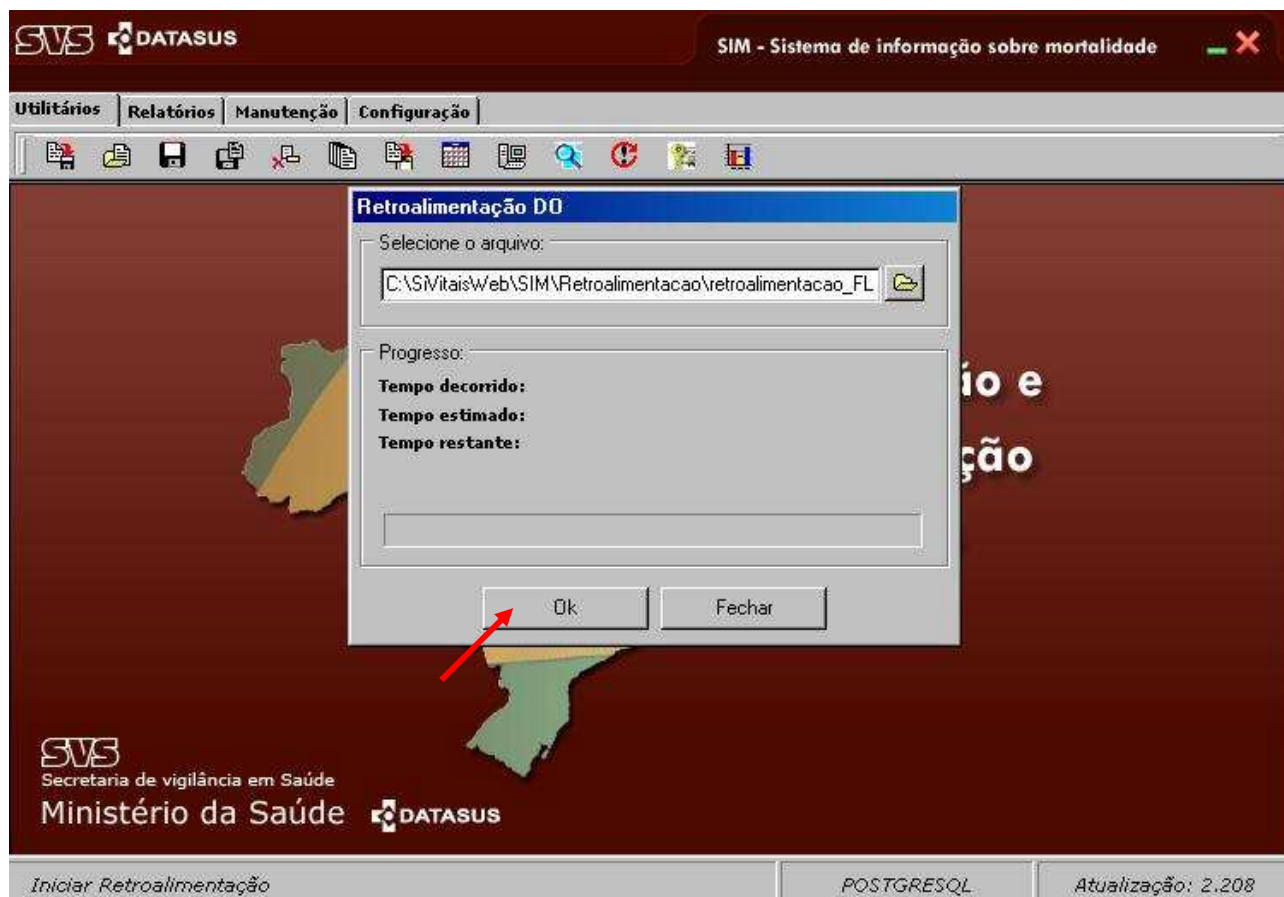 SVS DATASUS
SIM - Sistema de informação sobre mortalidade
Utilitários Relatórios Manutenção Configuração
Retroalimentação DO
Selecione o arquivo:
C:\SiVitaisWeb\SIM\Retroalimentacao\retroalimentacao_FL
Progresso:
Tempo decorrido:
Tempo estimado:
Tempo restante:
ão e
ção
Ok Fechar
SVS
Secretaria de vigilância em Saúde
Ministério da Saúde DATASUS
Iniciar Retroalimentação POSTGRESQL Atualização: 2.208